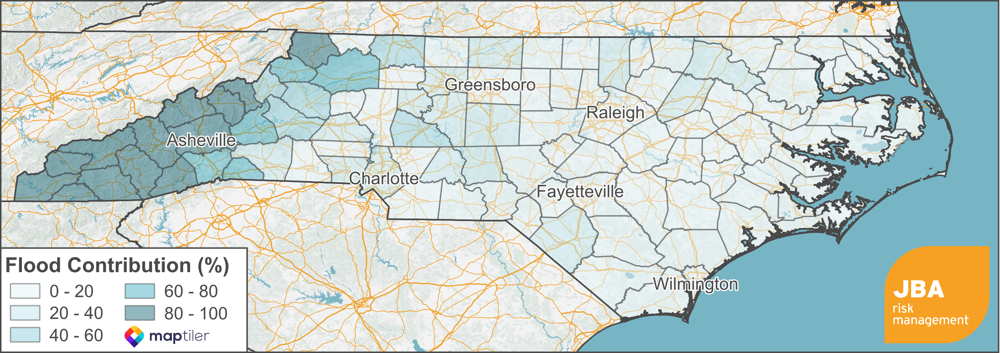 Greensboro
Raleigh
Asheville
Charlotte
Fayetteville
Wilmington
Flood Contribution (%)
0 - 20
20 - 40
40 - 60
60 - 80
80 - 100
maptiler
JBA
risk
management